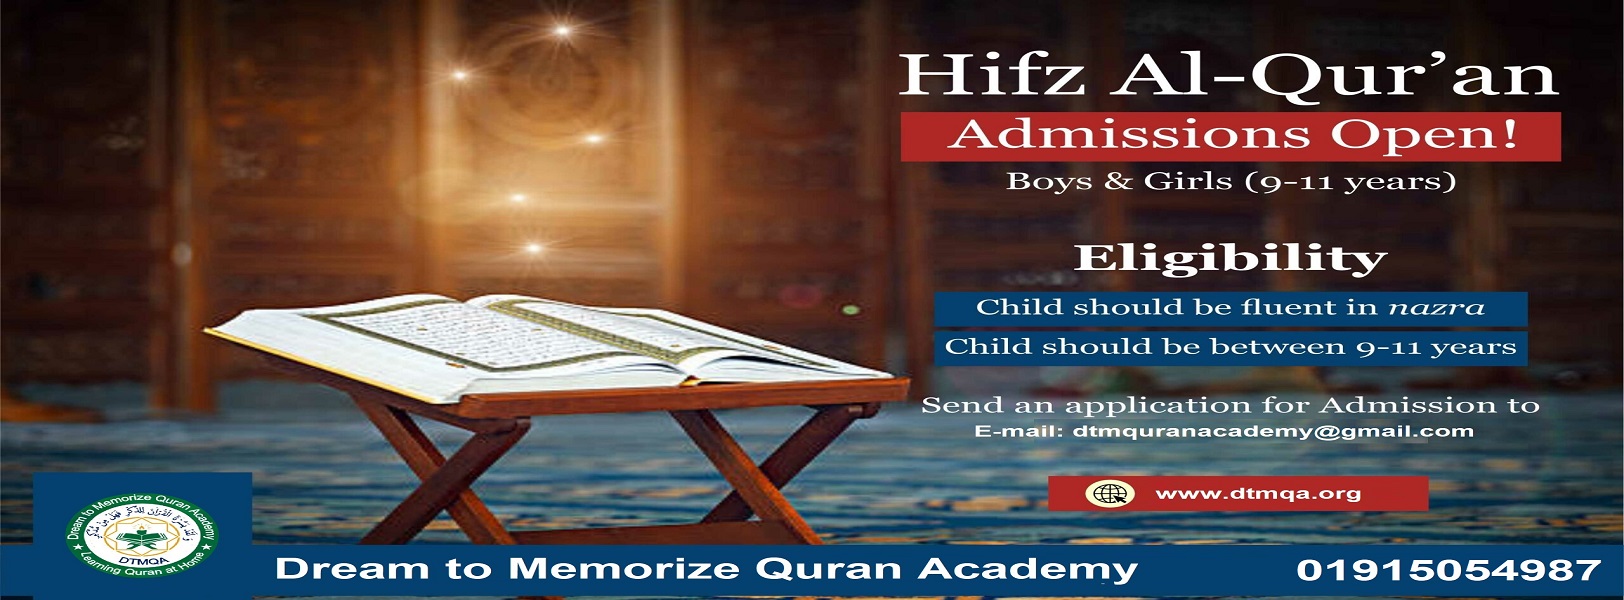 Hifz Al-Qur’an
Admissions Open!
Boys & Girls (9-11 years)
Eligibility
Child should be fluent in nazra
Child should be between 9-11 years
Send an application for Admission to
E-mail: dtmquranacademy@gmail.com
www.dtmqa.org
Dream to Memorize Quran Academy
DTMQA
Learning Quran at Home
Dream to Memorize Quran Academy
01915054987